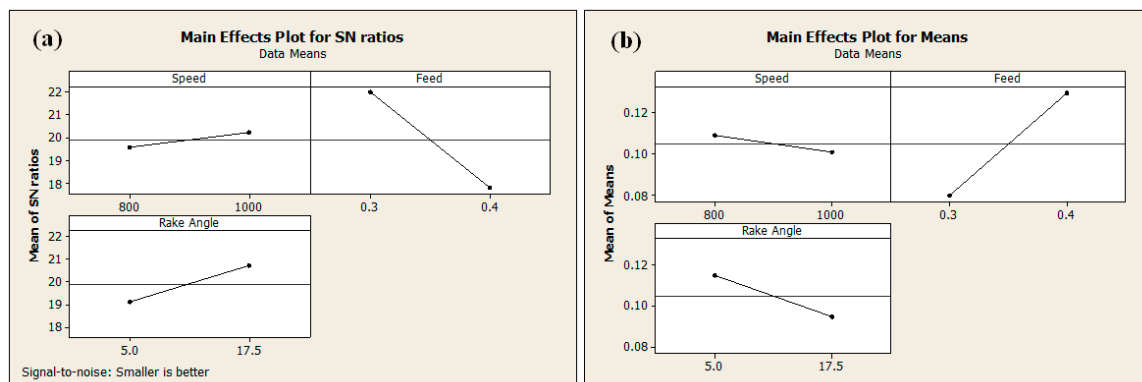 (a)
Main Effects Plot for SN ratios
Data Means
Speed Feed
22
21
20
19
18
800 1000 0.3 0.4
Rake Angle
22
21
20
19
18
5.0 17.5
Mean of SN ratios
Signal-to-noise: Smaller is better
(b)
Main Effects Plot for Means
Data Means
Speed Feed
0.12
0.10
0.08
800 1000 0.3 0.4
Rake Angle
0.12
0.10
0.08
5.0 17.5
Mean of Means